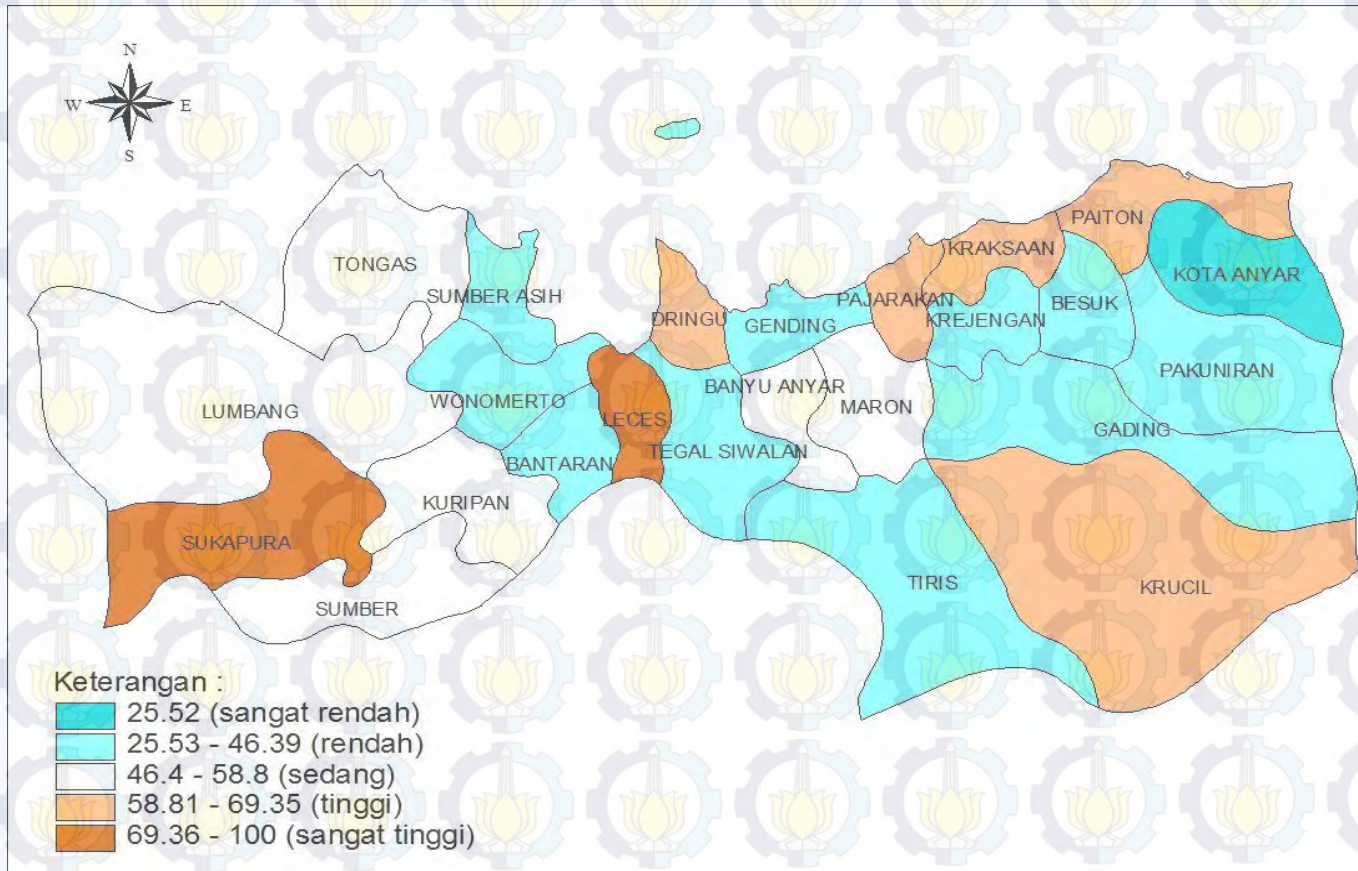 N
W
E
S
TONGAS
SUMBER ASIH
LUMBANG
WONOMERTO
BANTARAN
KURIPAN
SUKAPURA
SUMBER
LECES
DRINGU
GENDING
PAJARAKAN
KRAKSAAN
PAITON
KOTA ANYAR
KREJENGAN
BESUK
BANYU ANYAR
MARON
PAKUNIRAN
GADING
TEGAL SIWALAN
TIRIS
KRUCIL
Keterangan :
25.52 (sangat rendah)
25.53 - 46.39 (rendah)
46.4 - 58.8 (sedang)
58.81 - 69.35 (tinggi)
69.36 - 100 (sangat tinggi)